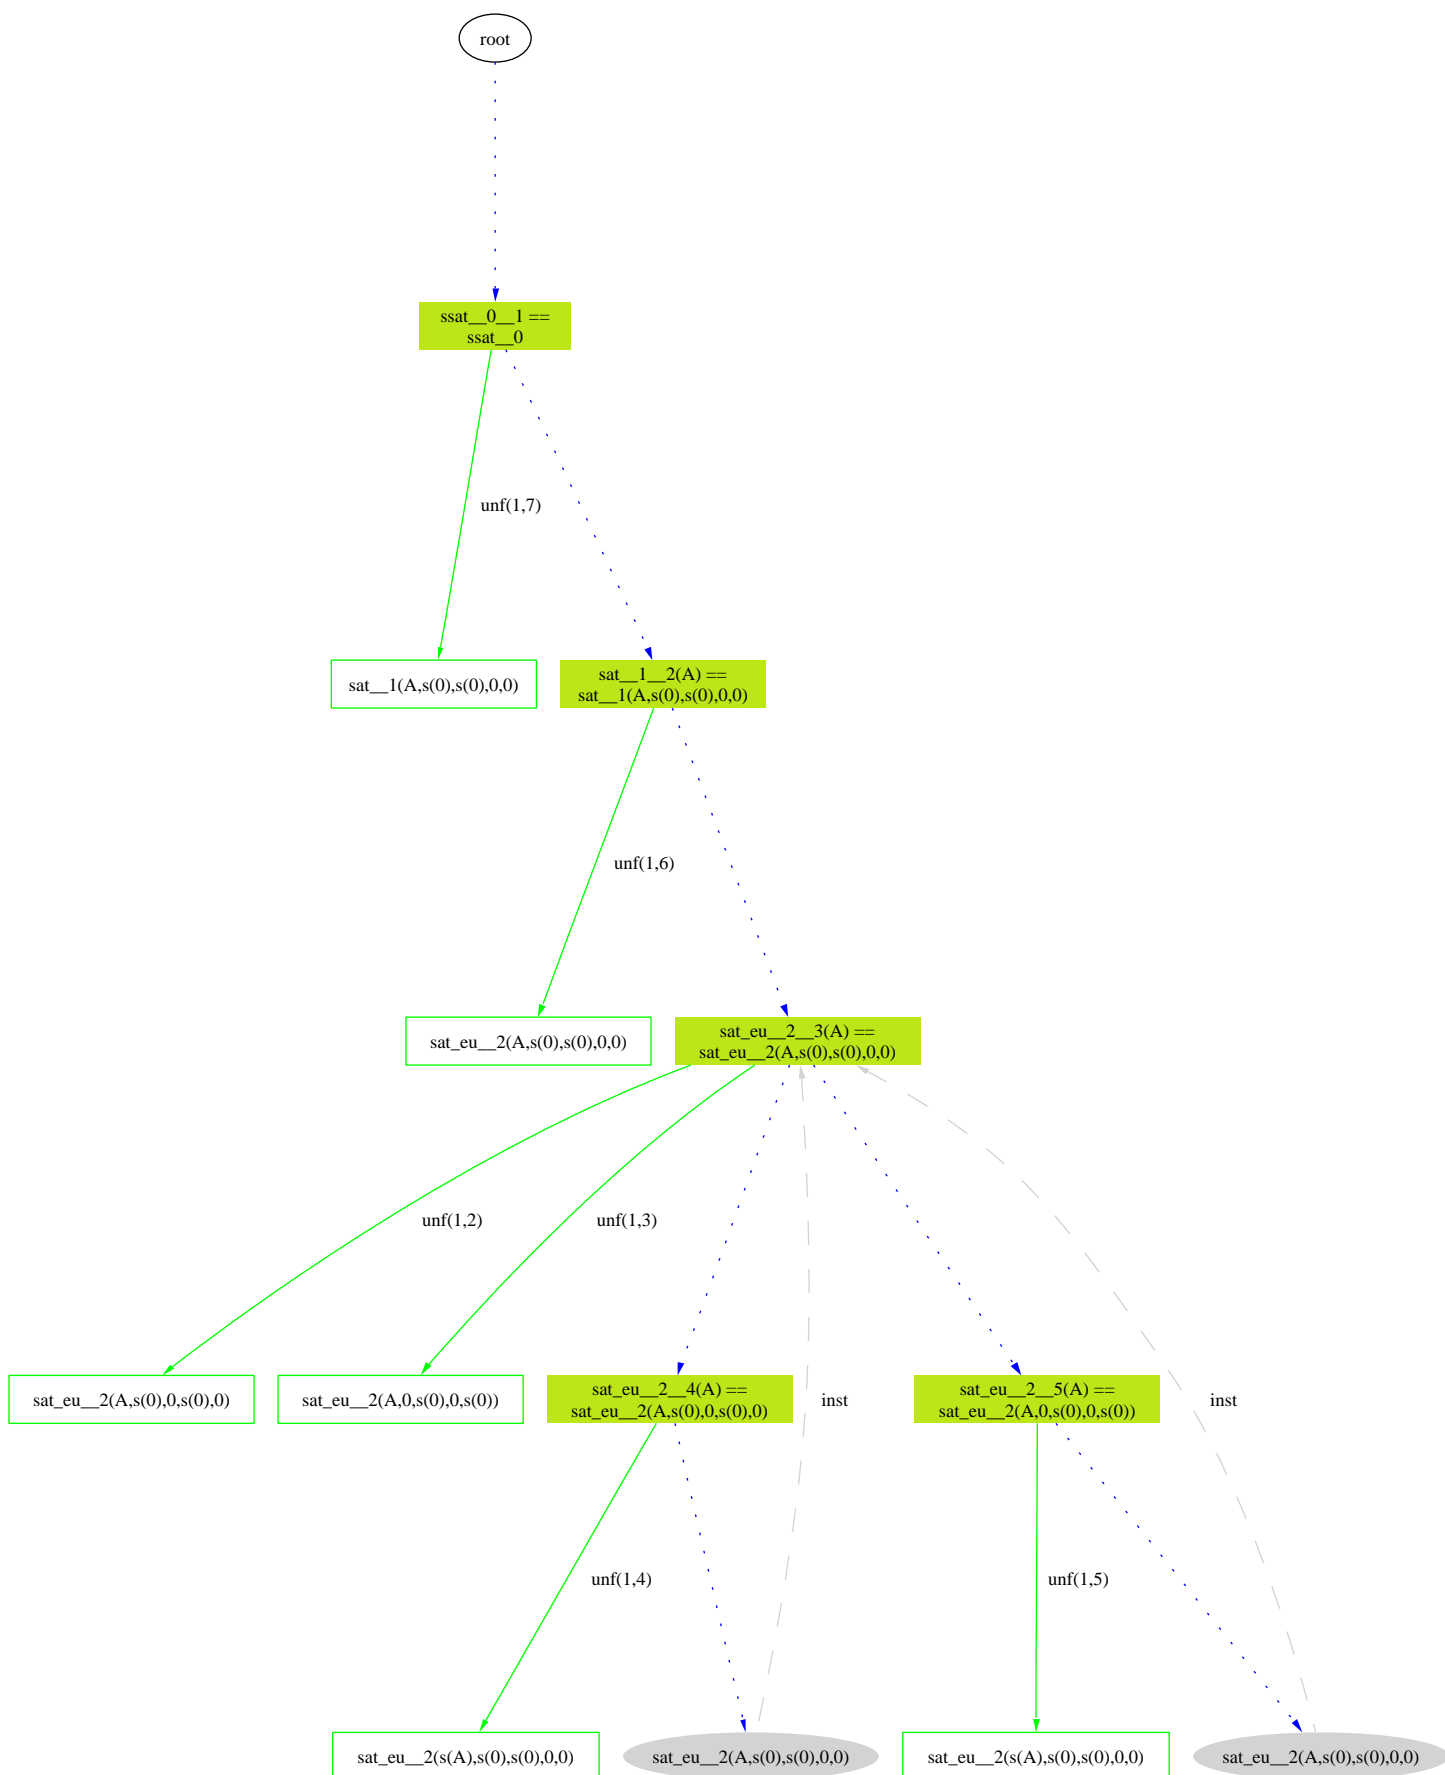 root
ssat__0__1 ==
ssat__0
unf(1,7)
sat__1(A,s(0),s(0),0,0)
sat__1__2(A) ==
sat__1(A,s(0),s(0),0,0)
unf(1,6)
sat_eu__2(A,s(0),s(0),0,0)
sat_eu__2__3(A) ==
sat_eu__2(A,s(0),s(0),0,0)
unf(1,2)
unf(1,3)
sat_eu__2(A,s(0),0,s(0),0)
sat_eu__2(A,0,s(0),0,s(0))
sat_eu__2__4(A) ==
sat_eu__2(A,s(0),0,s(0),0)
inst
sat_eu__2__5(A) ==
sat_eu__2(A,0,s(0),0,s(0))
inst
unf(1,4)
unf(1,5)
sat_eu__2(s(A),s(0),s(0),0,0)
sat_eu__2(A,s(0),s(0),0,0)
sat_eu__2(s(A),s(0),s(0),0,0)
sat_eu__2(A,s(0),s(0),0,0)